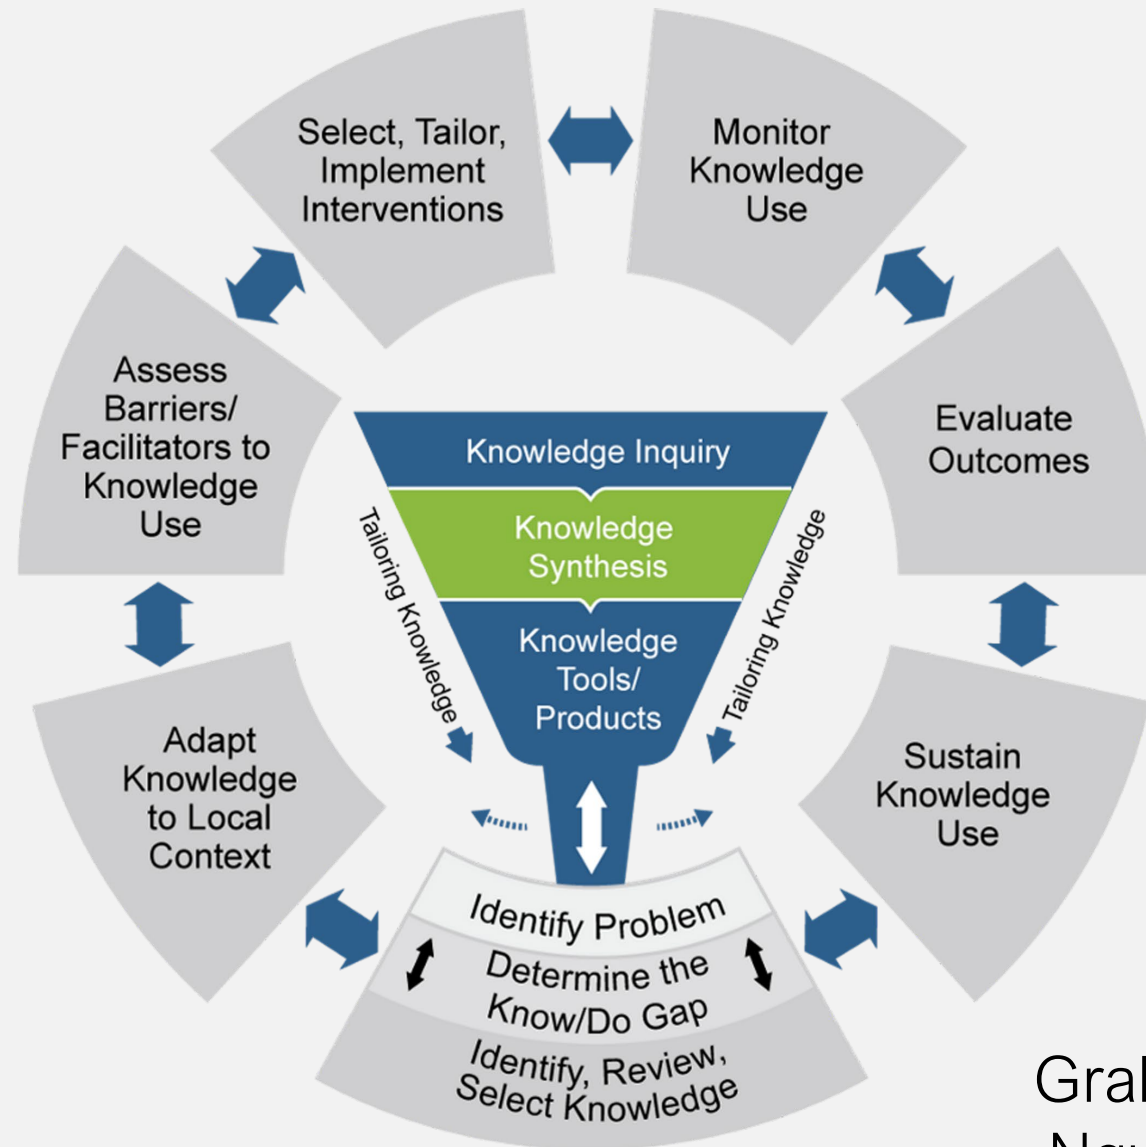 Select, Tailor,
Implement
Interventions
Monitor
Knowledge
Use
Assess
Barriers/
Facilitators to
Knowledge
Use
Evaluate
Outcomes
Knowledge Inquiry
Knowledge
Synthesis
Knowledge
Tools/
Products
Tailoring Knowledge
Tailoring Knowledge
Adapt
Knowledge
to Local
Context
Sustain
Knowledge
Use
Identify Problem
Determine the
Know/Do Gap
Identify, Review,
Select Knowledge